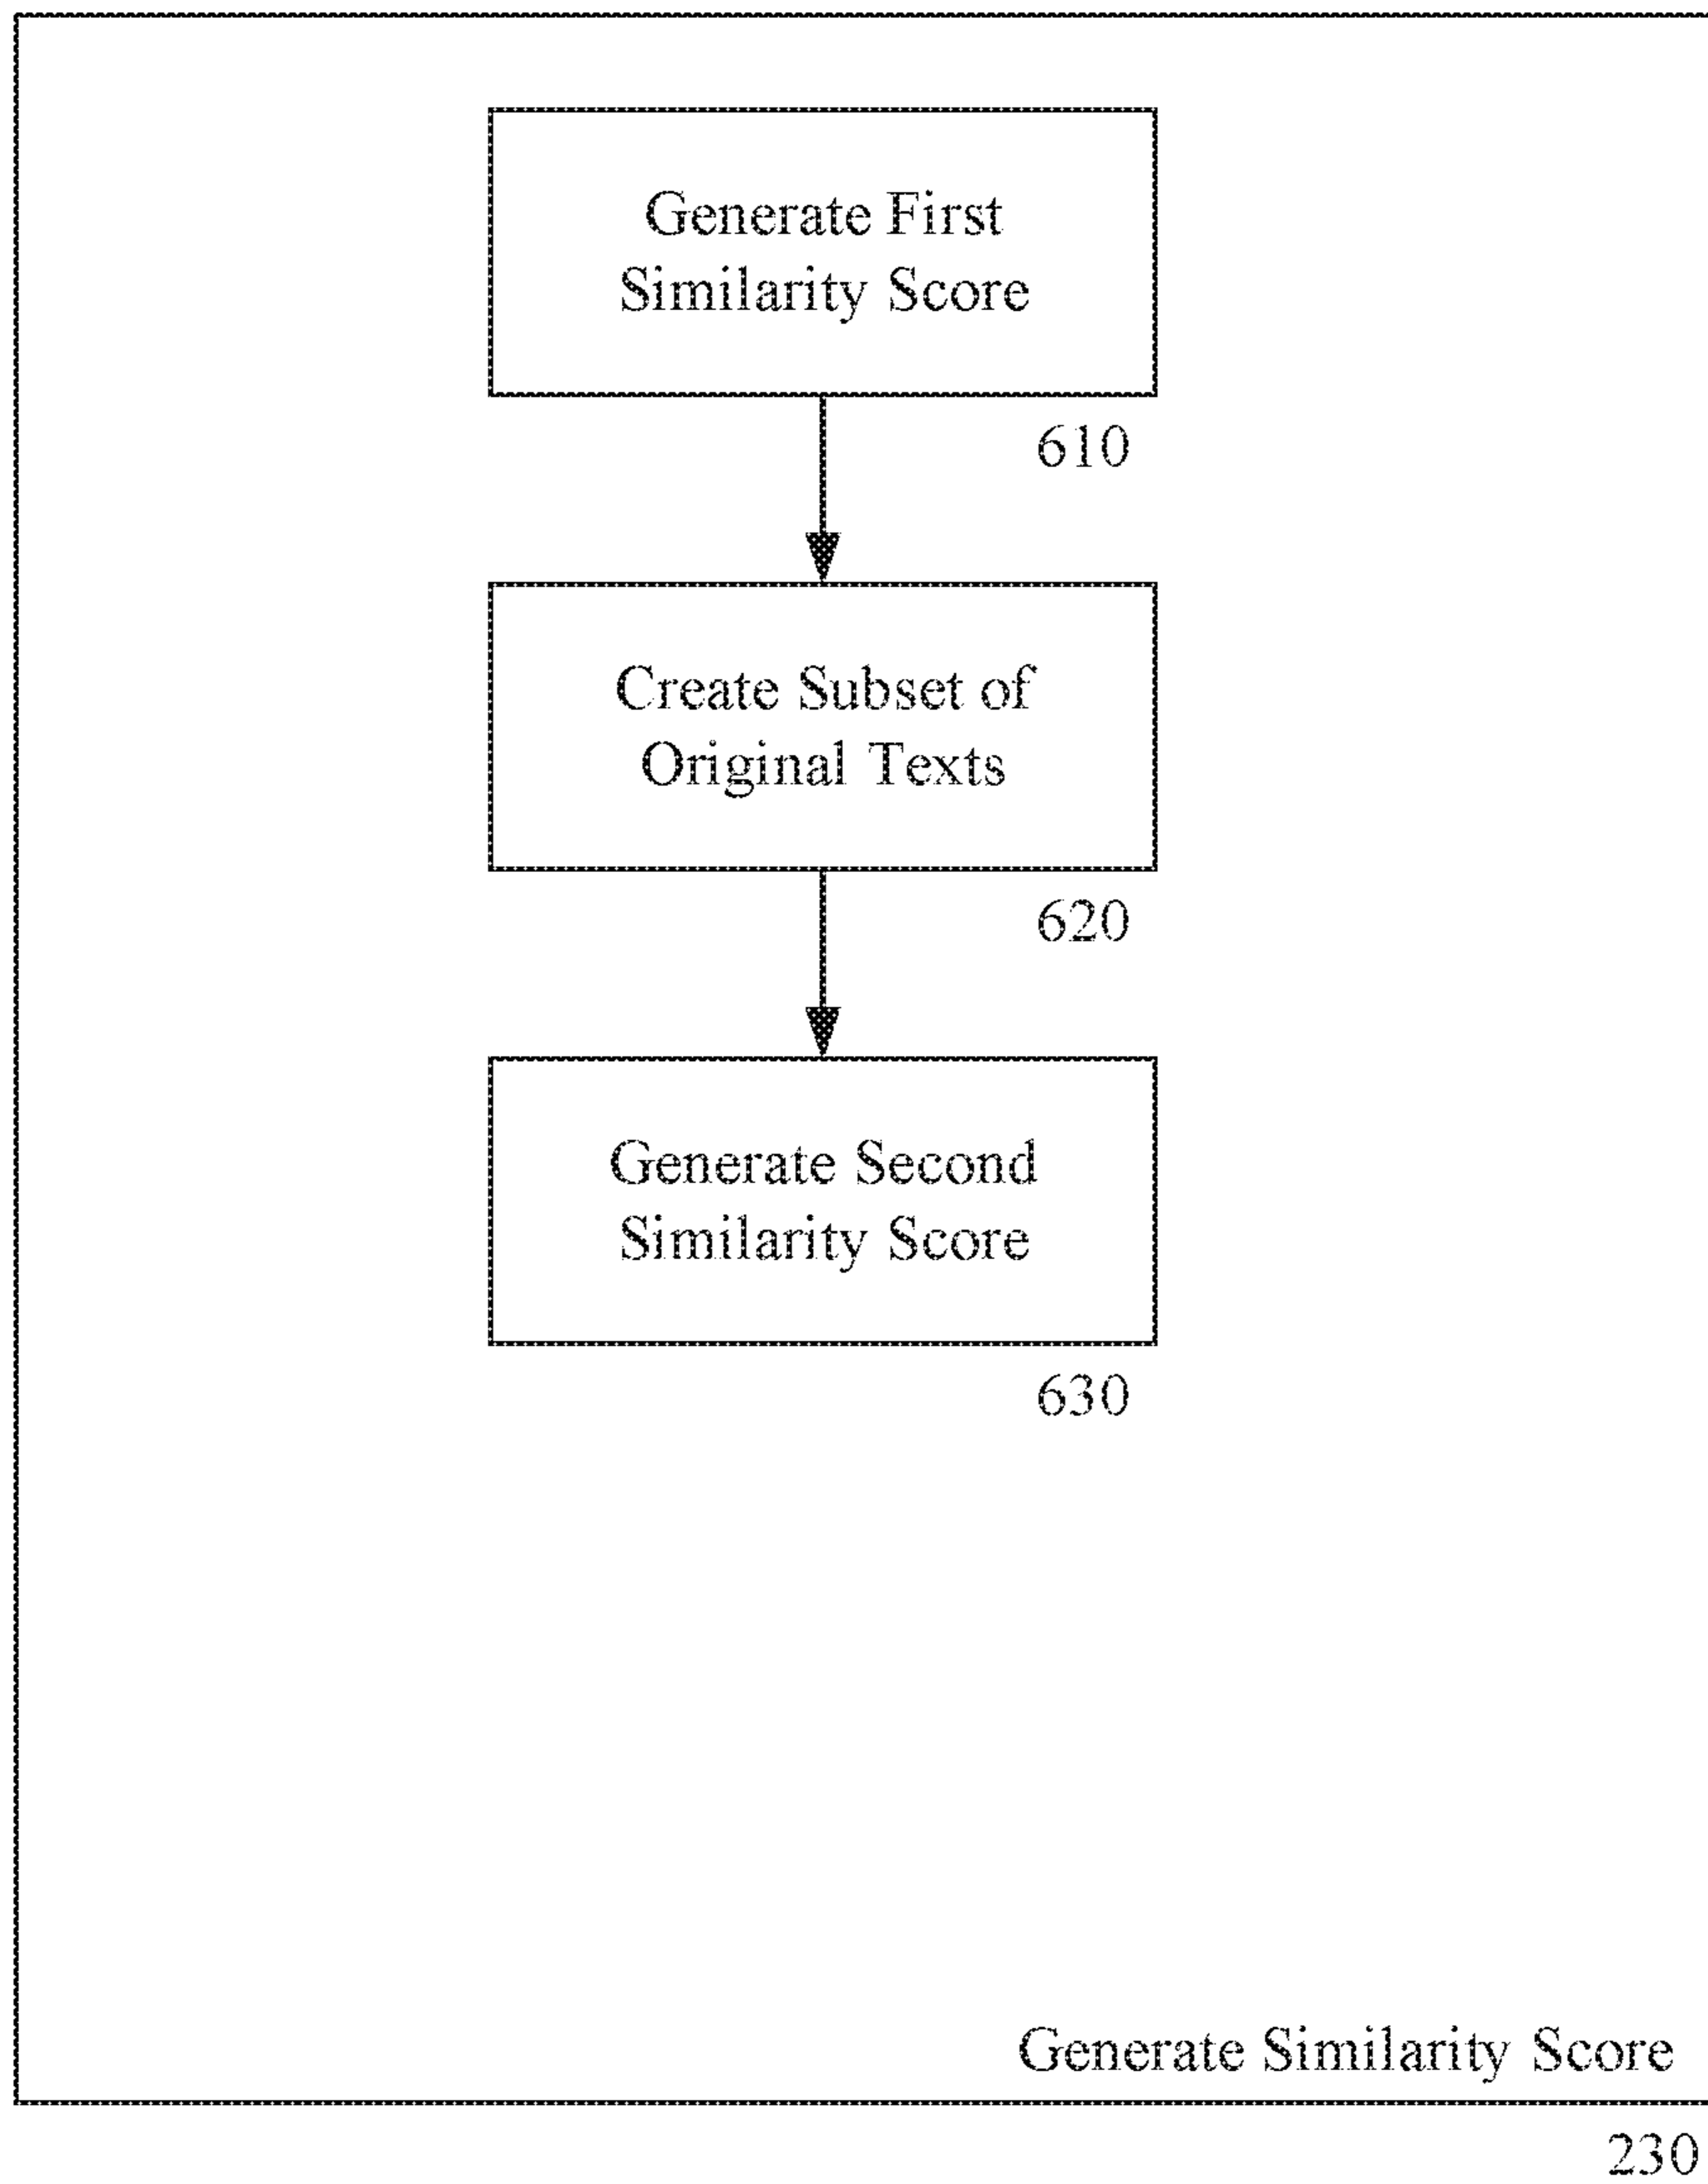 Generate First
Similarity Score
610
Create Subset of
Original Texts
620
Generate Second
Similarity Score
630
Generate Similarity Score
230